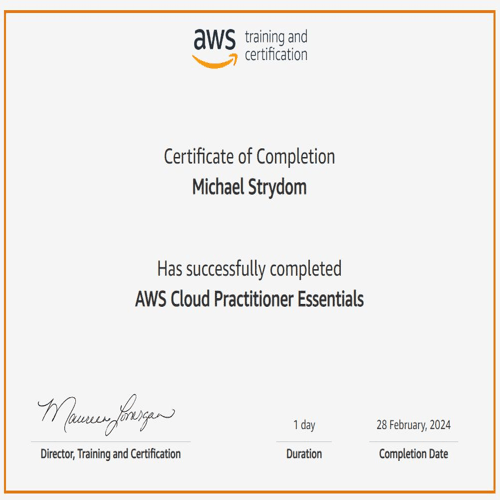 aws training and
certification
Certificate of Completion
Michael Strydom
Has successfully completed
AWS Cloud Practitioner Essentials
Maureen Lonergan
1 day
28 February, 2024
Director, Training and Certification
Duration
Completion Date